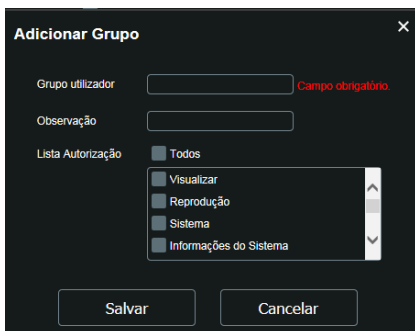 Adicionar Grupo
Grupo utilizador
Campo obrigatório.
Observação
Lista Autorização
Todos
Visualizar
Reprodução
Sistema
Informações do Sistema
Salvar
Cancelar